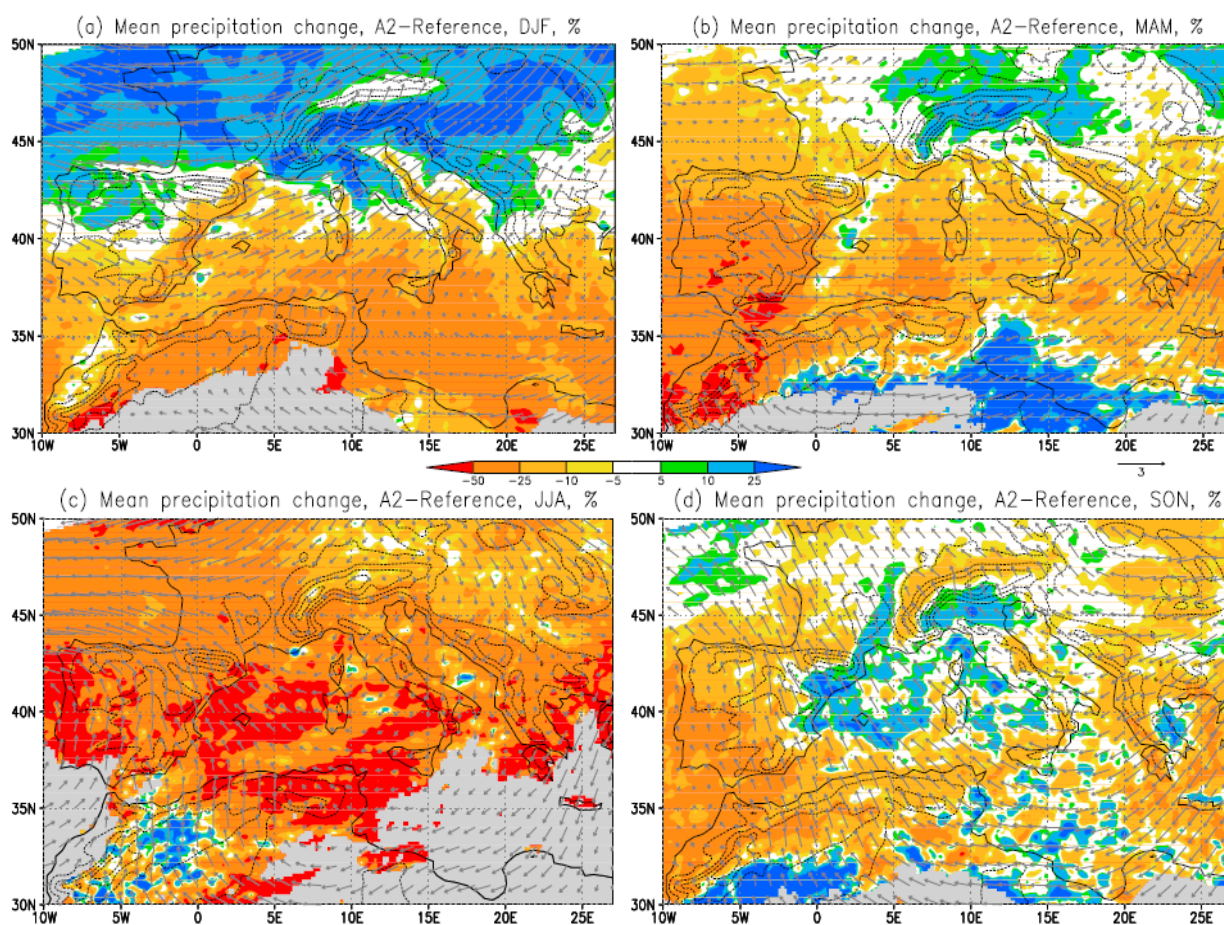 (a) Mean precipitation change, A2-Reference, DJF, %
(b) Mean precipitation change, A2-Reference, MAM, %
50N
45N
40N
35N
30N
10W 5W 0 5E 10E 15E 20E 25E
50N
45N
40N
35N
30N
10W 5W 0 5E 10E 15E 20E 25E
-50 -25 -10 -5 5 10 25
3
(c) Mean precipitation change, A2-Reference, JJA, %
(d) Mean precipitation change, A2-Reference, SON, %
50N
45N
40N
35N
30N
10W 5W 0 5E 10E 15E 20E 25E
50N
45N
40N
35N
30N
10W 5W 0 5E 10E 15E 20E 25E